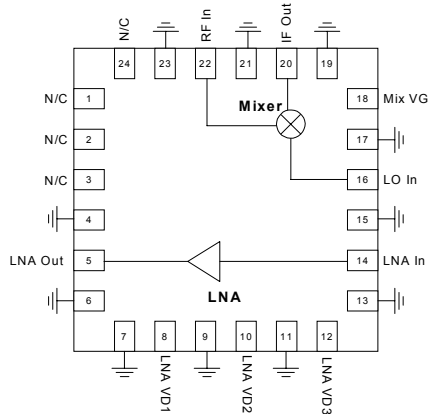 N/C
RF In
IF Out
24
23
22
21
20
19
N/C
1
Mixer
18
Mix VG
N/C
2
17
N/C
3
16
LO In
4
15
LNA Out
5
14
LNA In
LNA
6
13
7
8
9
10
11
12
LNA VD1
LNA VD2
LNA VD3